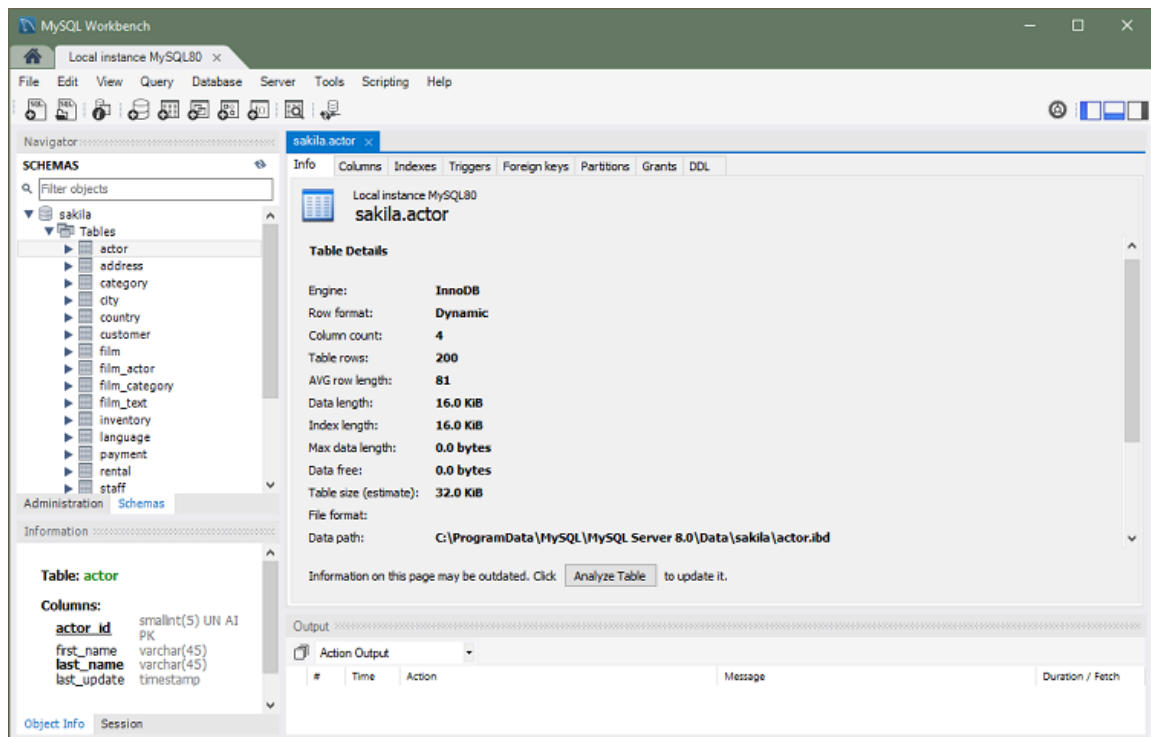 MySQL Workbench
Local instance MySQL80
File Edit View Query Database Server Tools Scripting Help
Navigator
SCHEMAS
Filter objects
sakila
Tables
actor
address
category
city
country
customer
film
film_actor
film_category
film_text
inventory
language
payment
rental
staff
Administration Schemas
Information
Table: actor
Columns:
actor_id smallint(5) UN AI
PK
first_name varchar(45)
last_name varchar(45)
last_update timestamp
Object Info Session
sakila.actor
Info Columns Indexes Triggers Foreign keys Partitions Grants DDL
Local instance MySQL80
sakila.actor
Table Details
Engine: InnoDB
Row format: Dynamic
Column count: 4
Table rows: 200
AVG row length: 81
Data length: 16.0 KiB
Index length: 16.0 KiB
Max data length: 0.0 bytes
Data free: 0.0 bytes
Table size (estimate): 32.0 KiB
File format:
Data path: C:\ProgramData\MySQL\MySQL Server 8.0\Data\sakila\actor.ibd
Information on this page may be outdated. Click Analyze Table to update it.
Output
Action Output
# Time Action Message Duration / Fetch